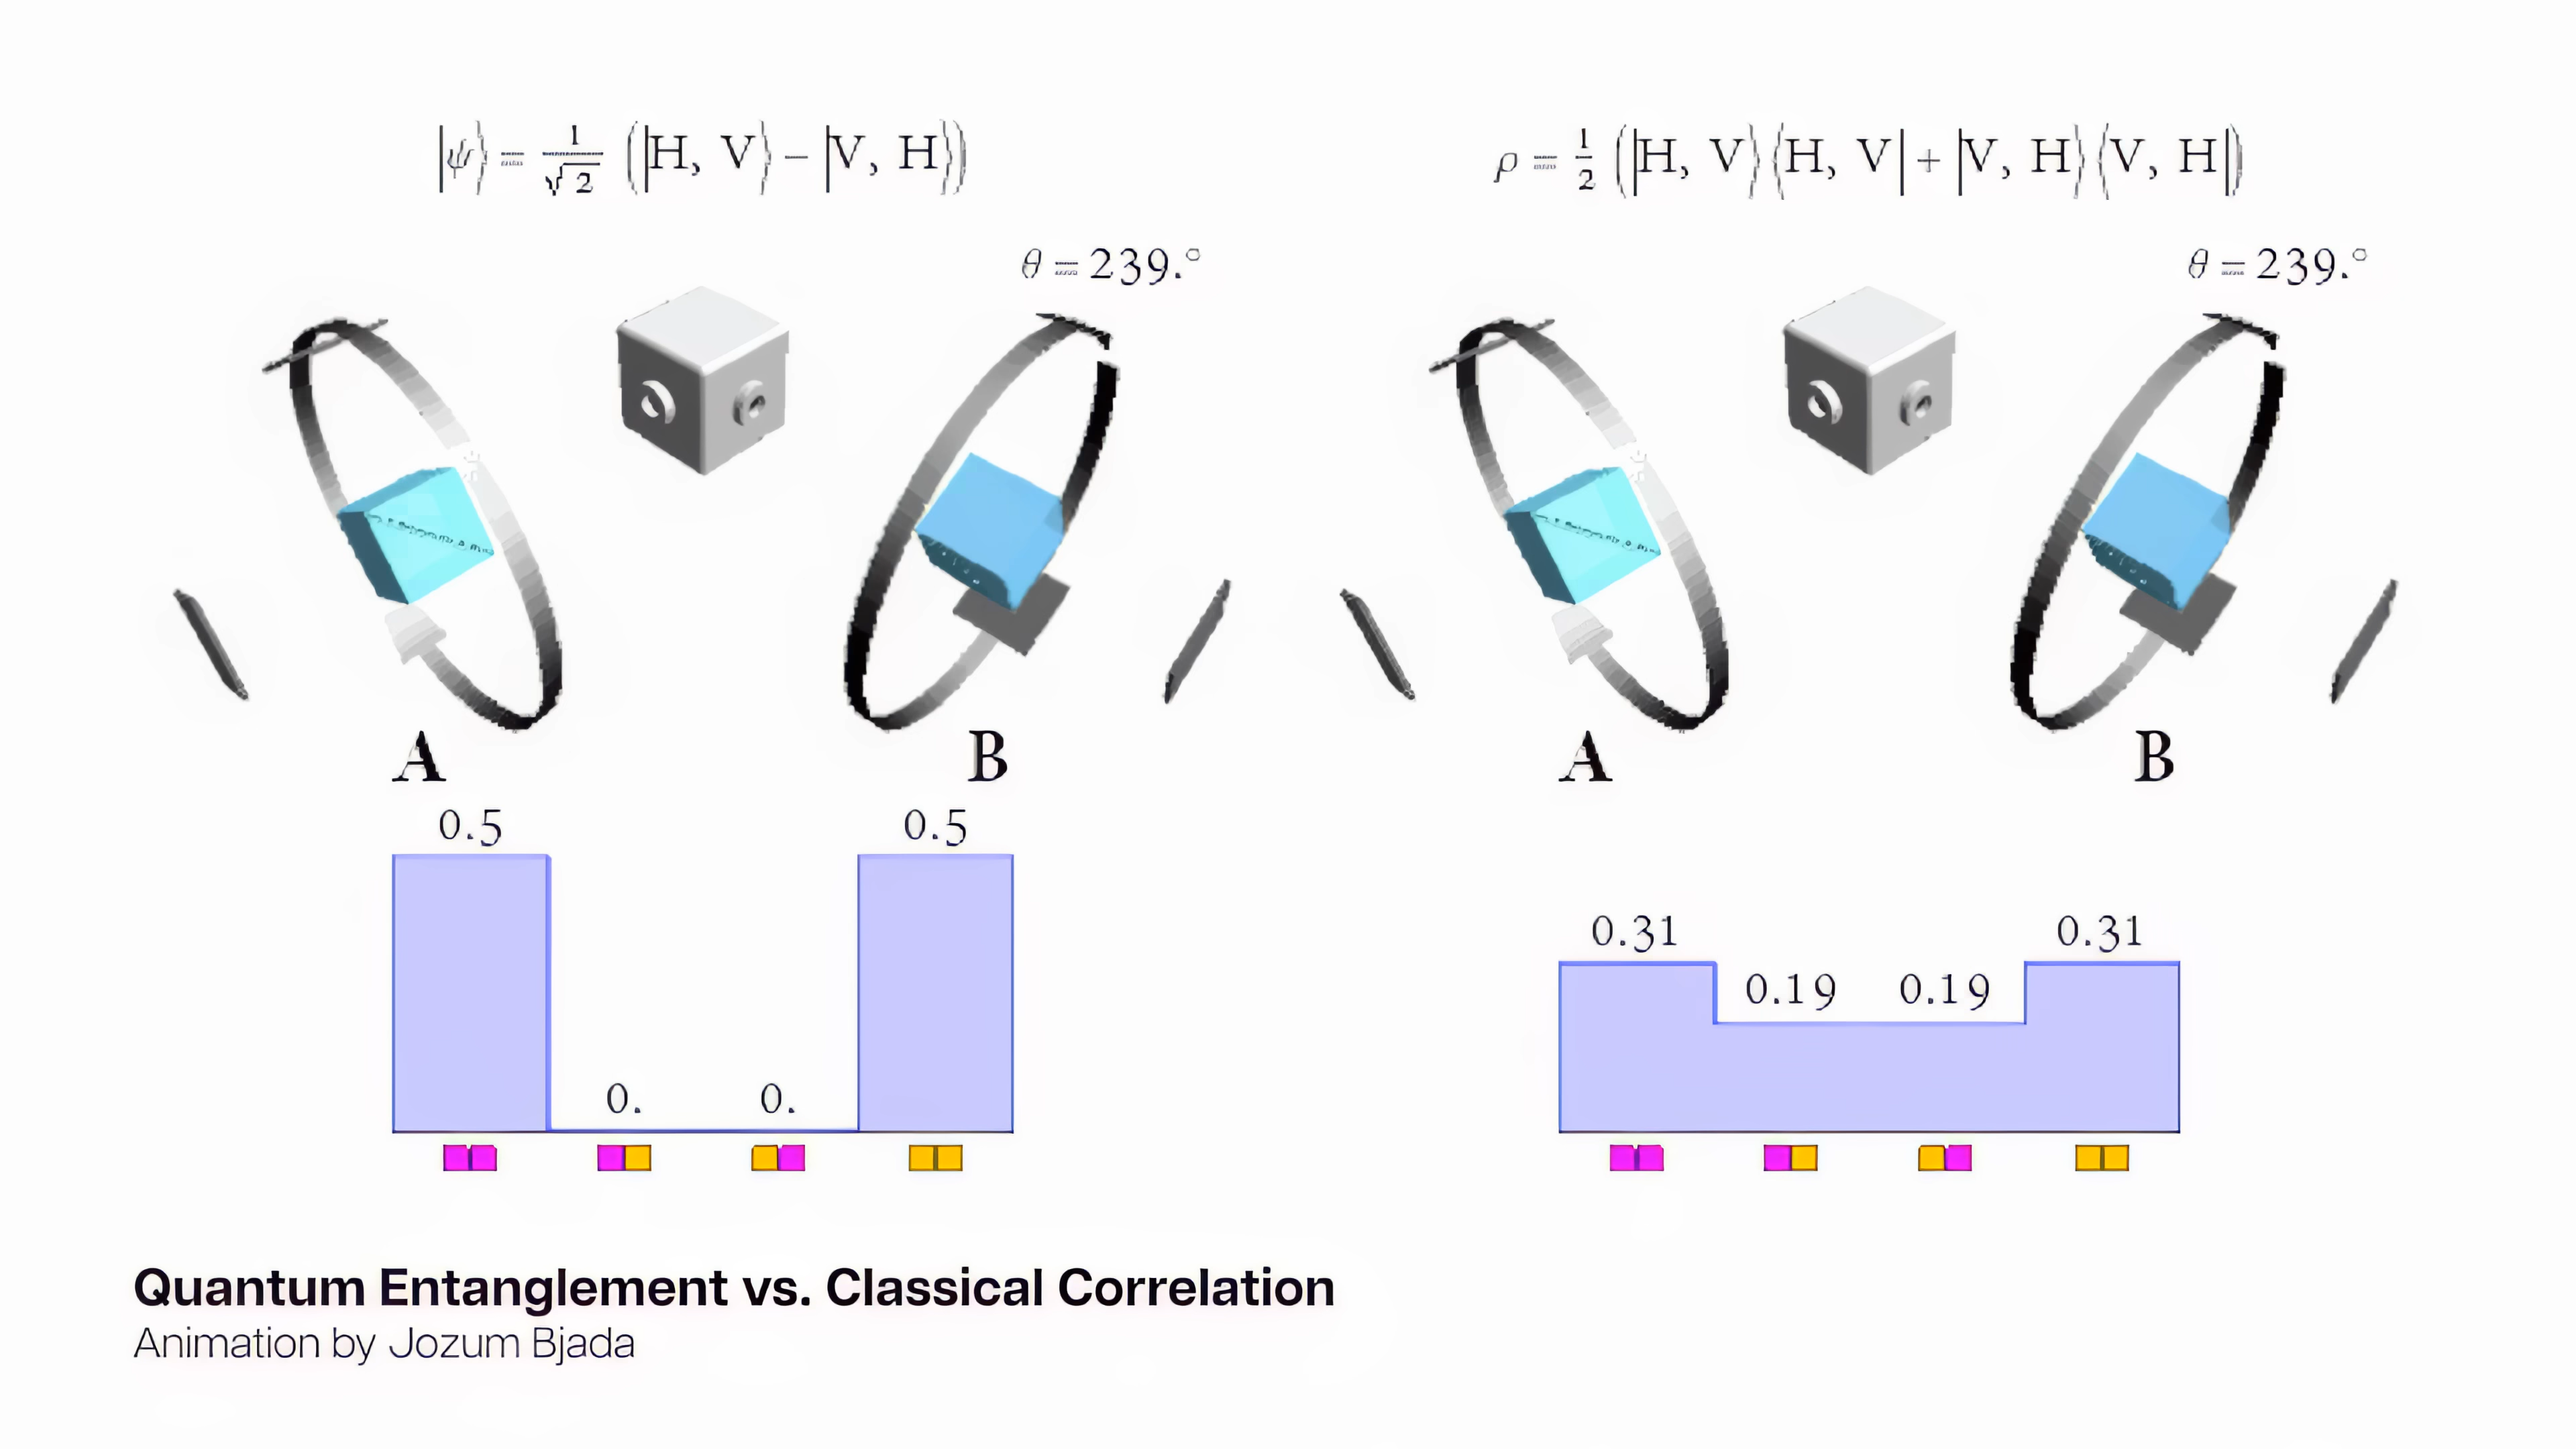 |ψ⟩ = 1/√2 (|H, V⟩ − |V, H⟩)
ρ = 1/2 (|H, V⟩⟨H, V| + |V, H⟩⟨V, H|)
θ = 239.°
θ = 239.°
A
B
A
B
0.5
0.
0.
0.5
0.31
0.19
0.19
0.31
Quantum Entanglement vs. Classical Correlation
Animation by Jozum Bjada